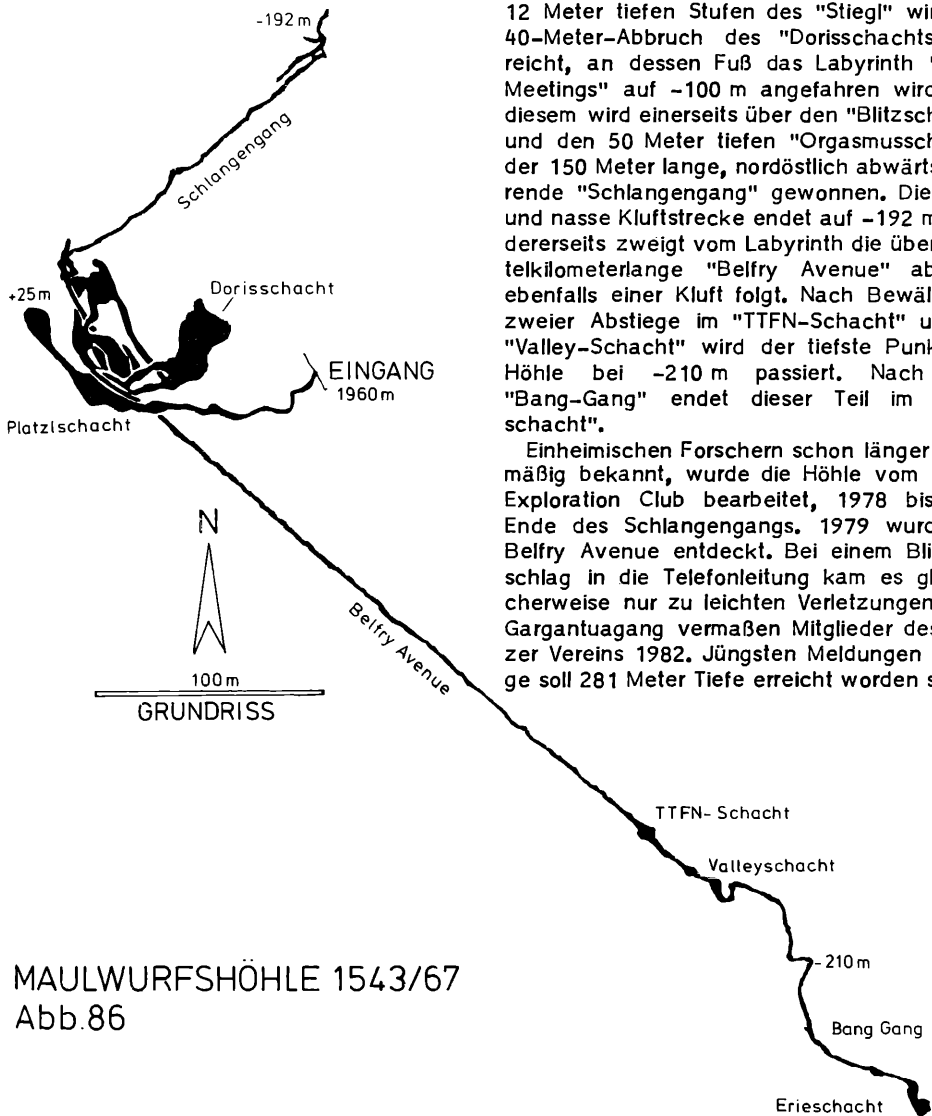 12 Meter tiefen Stufen des "Stiegl" wi
40-Meter-Abbruch des "Dorisschachts
reicht, an dessen Fuß das Labyrinth "
Meetings" auf -100 m angefahren wird
diesem wird einerseits über den "Blitzsch
und den 50 Meter tiefen "Orgasmussch
der 150 Meter lange, nordöstlich abwärts
rende "Schlangengang" gewonnen. Die
und nasse Kluftstrecke endet auf -192 m
dererseits zweigt vom Labyrinth die über
telkilometerlange "Belfry Avenue" ab
ebenfalls einer Kluft folgt. Nach Bewäl
zweier Abstiege im "TTFN-Schacht" u
"Valley-Schacht" wird der tiefste Punk
Höhle bei -210 m passiert. Nach
"Bang-Gang" endet dieser Teil im
schacht".
Einheimischen Forschern schon länger
mäßig bekannt, wurde die Höhle vom
Exploration Club bearbeitet, 1978 bis
Ende des Schlangengangs. 1979 wurd
Belfry Avenue entdeckt. Bei einem Bli
schlag in die Telefonleitung kam es gl
cherweise nur zu leichten Verletzungen
Gargantuagang vermaßen Mitglieder des
zer Vereins 1982. Jüngsten Meldungen
ge soll 281 Meter Tiefe erreicht worden s
-192 m
Schlangengang
+25m
Dorisschacht
EINGANG
1960m
Platzlschacht
N
100m
GRUNDRISS
Belfry Avenue
TTFN- Schacht
Valleyschacht
-210m
Bang Gang
Erieschacht
MAULWURFSHÖHLE 1543/67
Abb.86